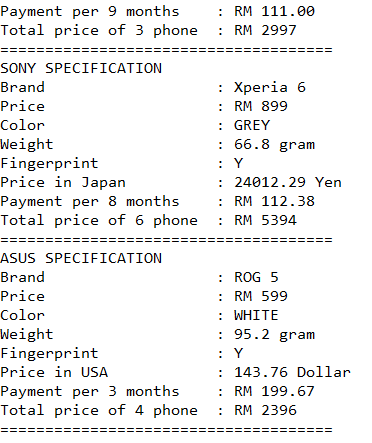 Payment per 9 months    : RM 111.00
Total price of 3 phone  : RM 2997
=====================================
SONY SPECIFICATION
Brand                   : Xperia 6
Price                   : RM 899
Color                   : GREY
Weight                  : 66.8 gram
Fingerprint             : Y
Price in Japan          : 24012.29 Yen
Payment per 8 months    : RM 112.38
Total price of 6 phone  : RM 5394
=====================================
ASUS SPECIFICATION
Brand                   : ROG 5
Price                   : RM 599
Color                   : WHITE
Weight                  : 95.2 gram
Fingerprint             : Y
Price in USA            : 143.76 Dollar
Payment per 3 months    : RM 199.67
Total price of 4 phone  : RM 2396
=====================================